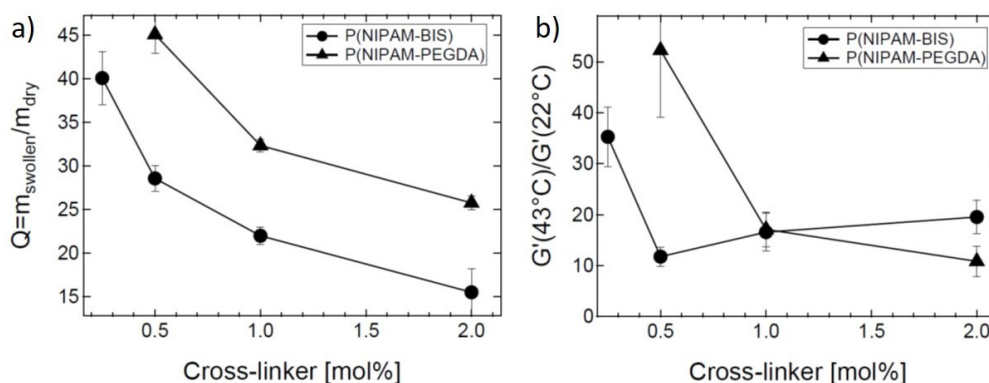 a)
P(NIPAM-BIS)
P(NIPAM-PEGDA)
45
40
35
30
25
20
15
Q=m_swollen/m_dry
0.5 1.0 1.5 2.0
Cross-linker [mol%]
b)
P(NIPAM-BIS)
P(NIPAM-PEGDA)
50
40
30
20
10
0
G'(43°C)/G'(22°C)
0.5 1.0 1.5 2.0
Cross-linker [mol%]